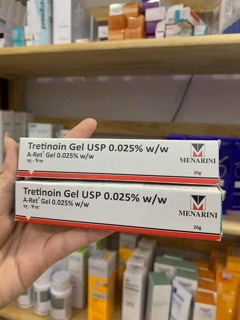 Tretinoin Gel USP 0.025% w/w
A-Ret® Gel 0.025% w/w
MENARINI
20g
Tretinoin Gel USP 0.025% w/w
A-Ret® Gel 0.025% w/w
MENARINI
20g